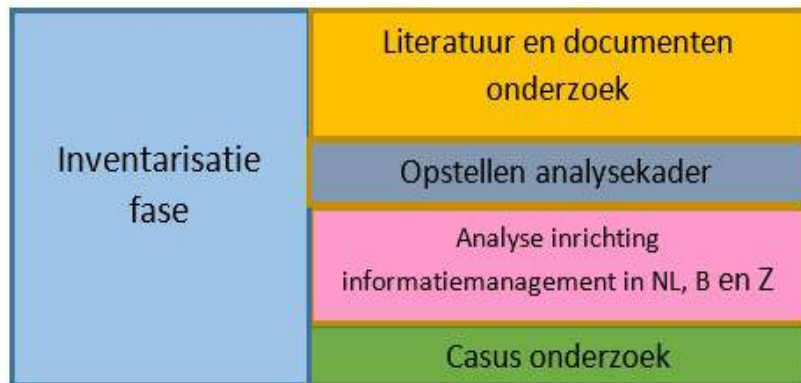 Inventarisatie
fase
Literatuur en documenten
onderzoek
Opstellen analysekader
Analyse inrichting
informatiemanagement in NL, B en Z
Casus onderzoek